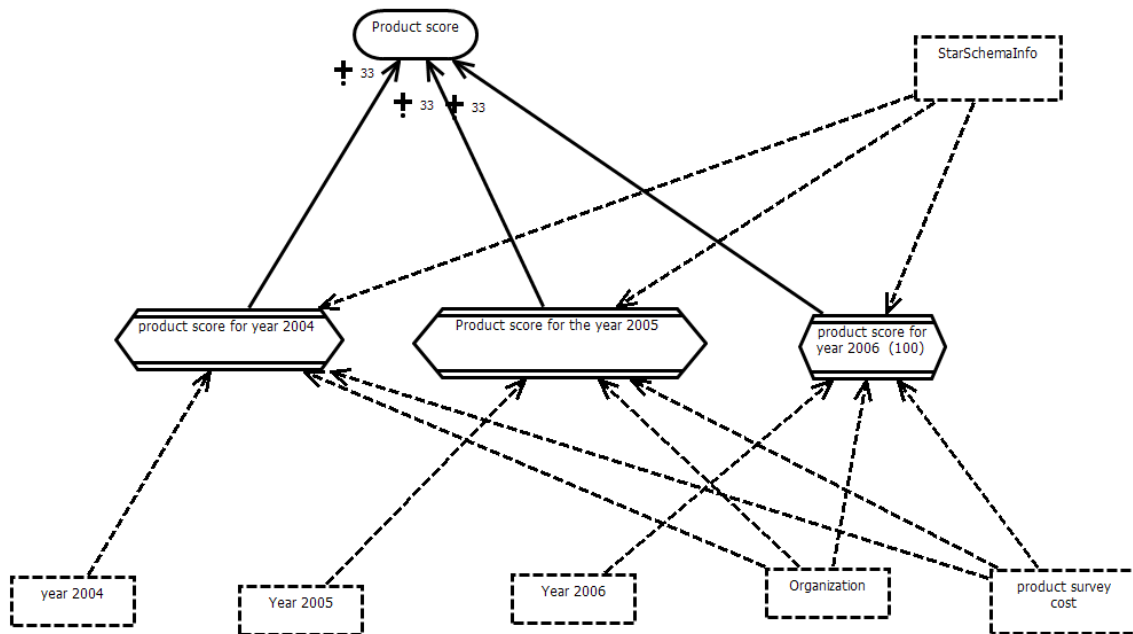 Product score
StarSchemaInfo
33
33
33
product score for year 2004
Product score for the year 2005
product score for
year 2006 (100)
year 2004
Year 2005
Year 2006
Organization
product survey
cost